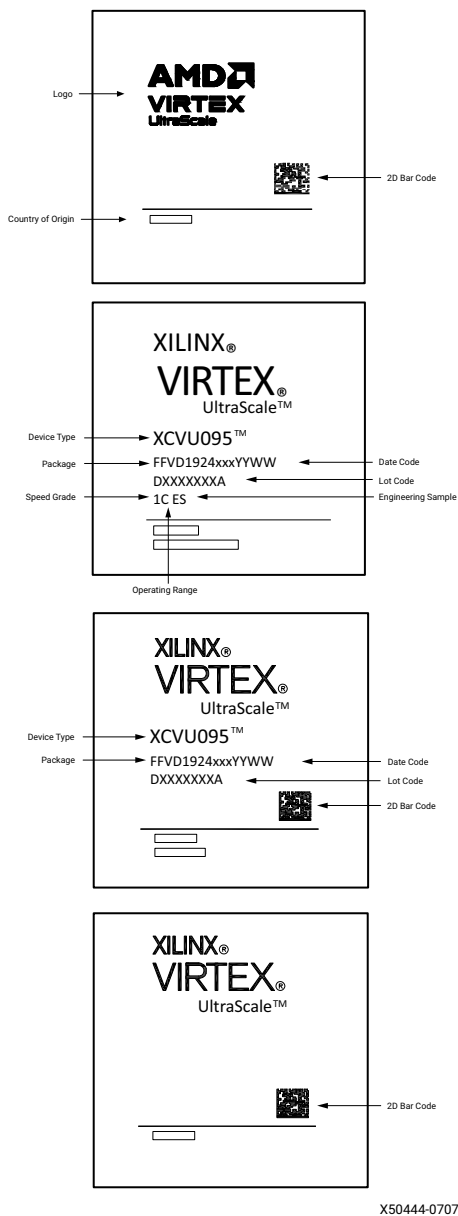 AMD
VIRTEX
UltraScale
Logo
2D Bar Code
Country of Origin
XILINX®
VIRTEX®
UltraScale™
Device Type
XCVU095™
Package
FFVD1924xxxYYWW
Date Code
DXXXXXXXA
Lot Code
Speed Grade
1C ES
Engineering Sample
Operating Range
XILINX®
VIRTEX®
UltraScale™
Device Type
XCVU095™
Package
FFVD1924xxxYYWW
Date Code
DXXXXXXXA
Lot Code
2D Bar Code
XILINX®
VIRTEX®
UltraScale™
2D Bar Code
X50444-0707